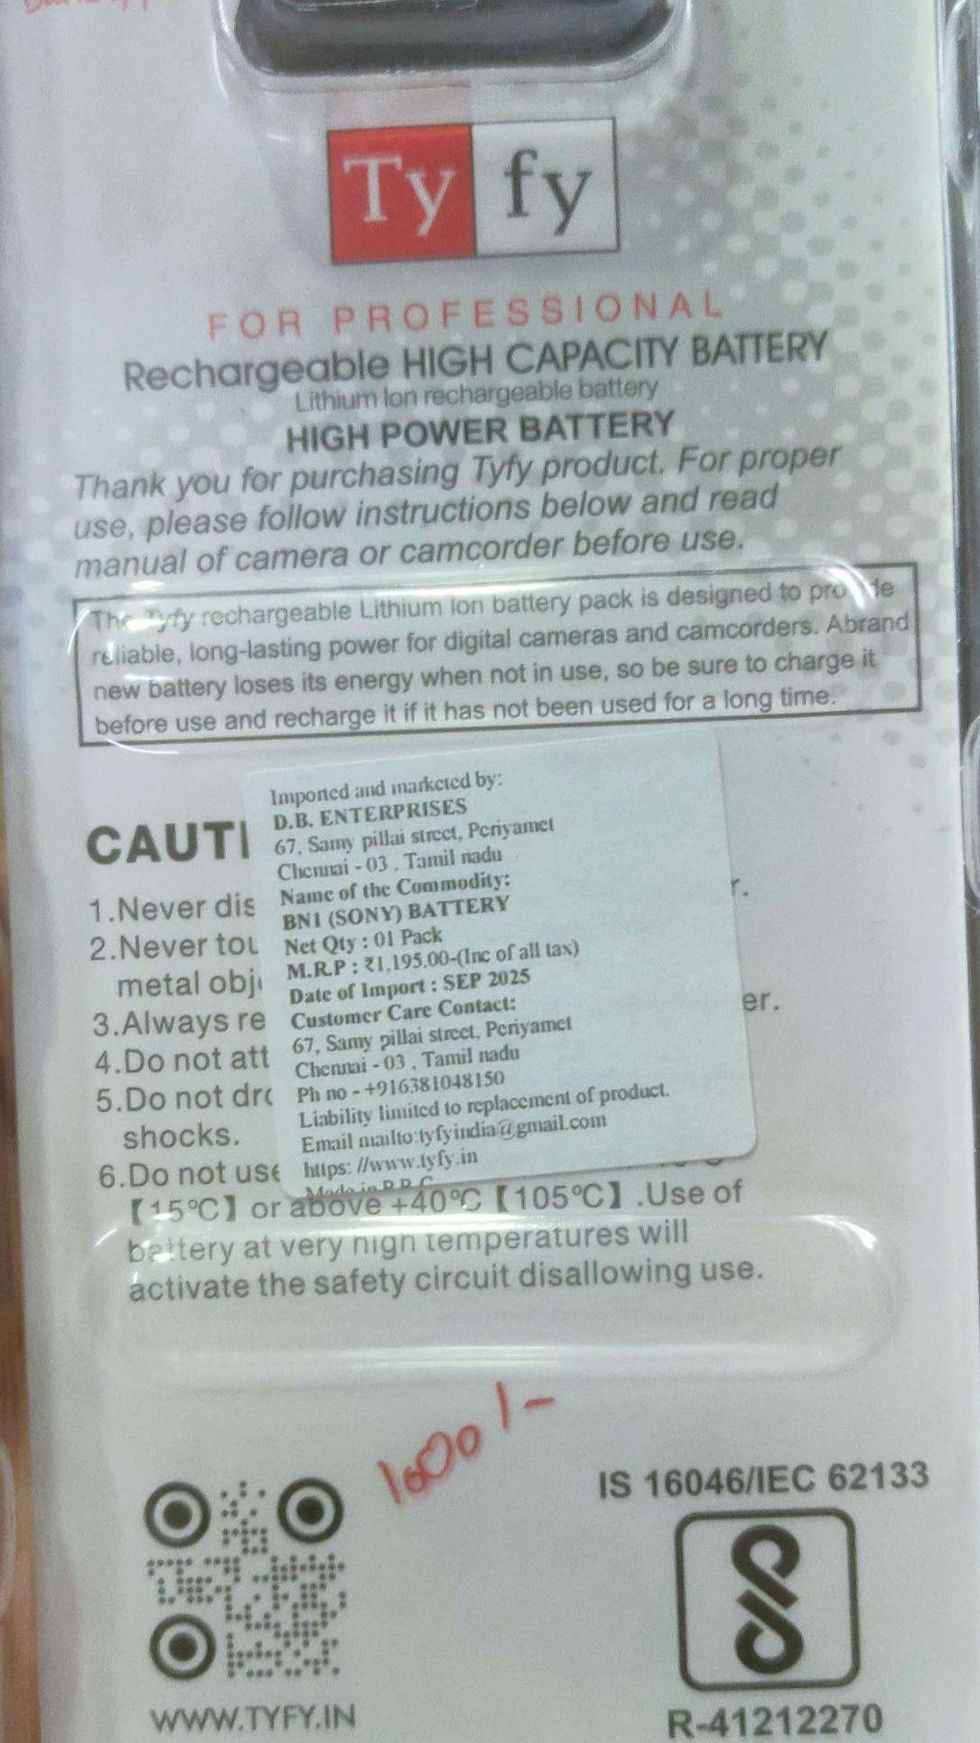 Ty fy
FOR PROFESSIONAL
Rechargeable HIGH CAPACITY BATTERY
Lithium Ion rechargeable battery
HIGH POWER BATTERY
Thank you for purchasing Tyfy product. For proper
use, please follow instructions below and read
manual of camera or camcorder before use.
The Tyfy rechargeable Lithium Ion battery pack is designed to pro de
reliable, long-lasting power for digital cameras and camcorders. Abrand
new battery loses its energy when not in use, so be sure to charge it
before use and recharge it if it has not been used for a long time.
CAUTI
1.Never dis
r.
2.Never tou
metal obj
3.Always re
er.
4.Do not att
5.Do not dro
shocks.
6.Do not use
Imported and marketed by:
D.B. ENTERPRISES
67, Samy pillai street, Periyamet
Chennai - 03 , Tamil nadu
Name of the Commodity:
BN1 (SONY) BATTERY
Net Qty : 01 Pack
M.R.P : ₹1,195.00-(Inc of all tax)
Date of Import : SEP 2025
Customer Care Contact:
67, Samy pillai street, Periyamet
Chennai - 03 , Tamil nadu
Ph no - +916381048150
Liability limited to replacement of product.
Email mailto:tyfyindia@gmail.com
https: //www.tyfy.in
Made in P.R.C
【15°C】 or above +40°C【105°C】.Use of
battery at very high temperatures will
activate the safety circuit disallowing use.
1000/-
IS 16046/IEC 62133
WWW.TYFY.IN
R-41212270